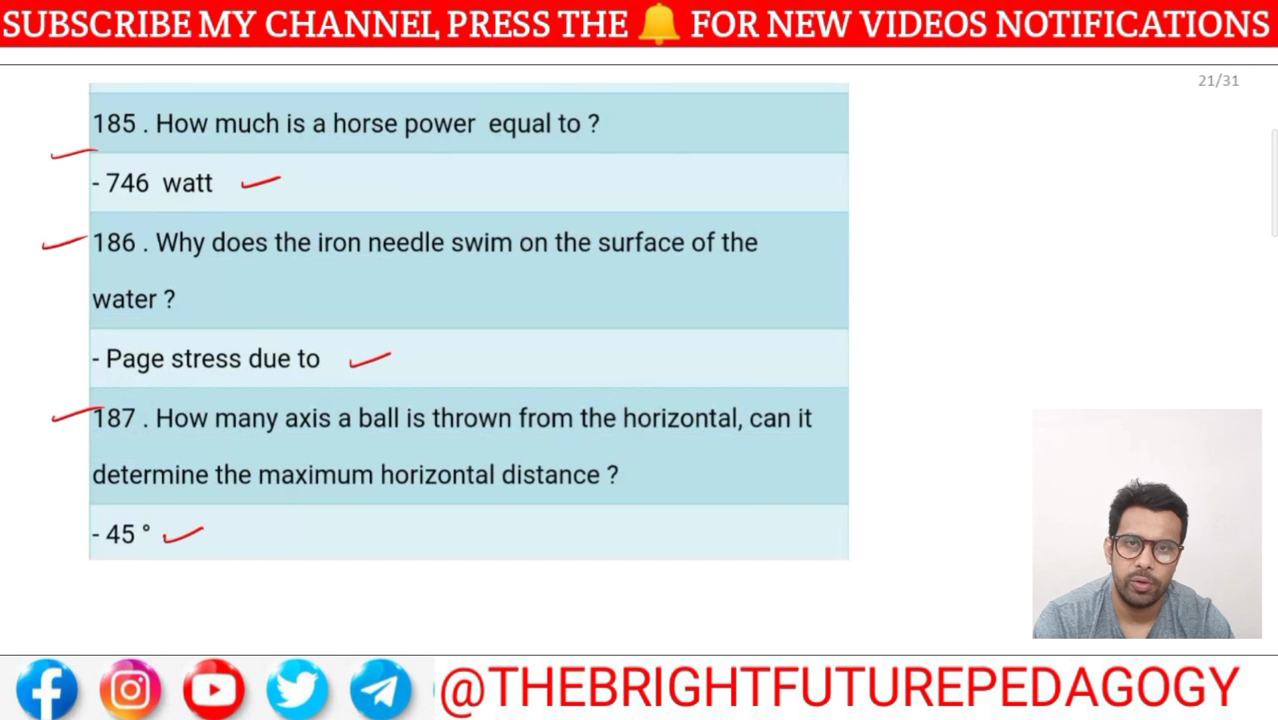 SUBSCRIBE MY CHANNEL PRESS THE 🔔 FOR NEW VIDEOS NOTIFICATIONS
21/31
185 . How much is a horse power equal to ?
- 746 watt
186 . Why does the iron needle swim on the surface of the
water ?
- Page stress due to
187 . How many axis a ball is thrown from the horizontal, can it
determine the maximum horizontal distance ?
- 45 °
@THEBRIGHTFUTUREPEDAGOGY